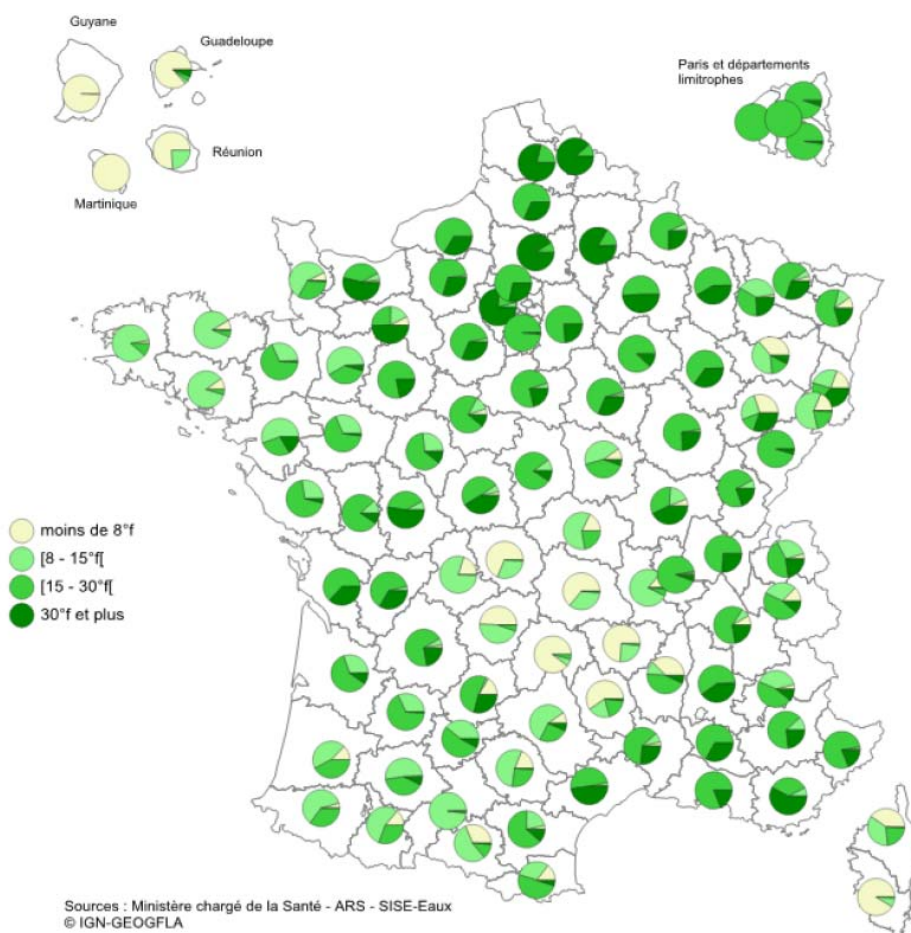 Guyane
Guadeloupe
Paris et départements
limitrophes
Réunion
Martinique
moins de 8°f
[8 - 15°f[
[15 - 30°f[
30°f et plus
Sources : Ministère chargé de la Santé - ARS - SISE-Eaux
© IGN-GEOGFLA